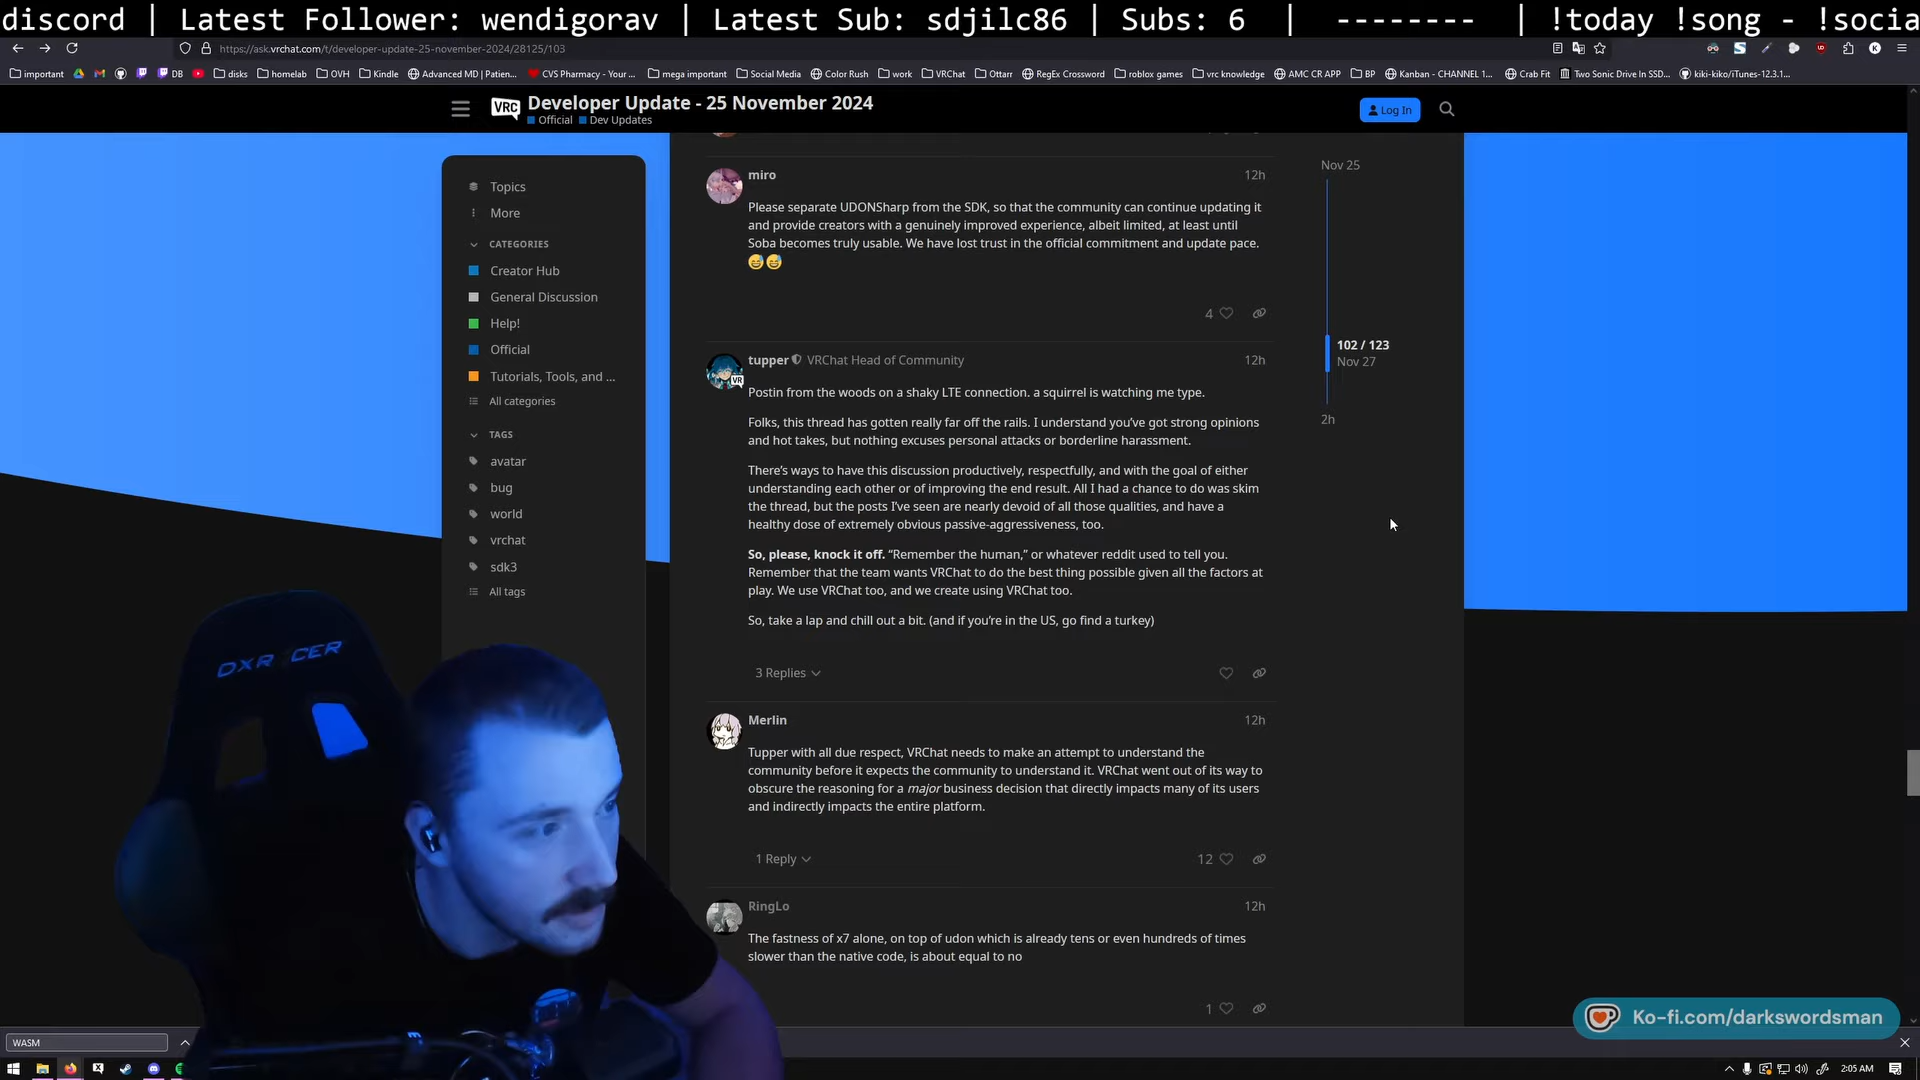 discord | Latest Follower: wendigorav | Latest Sub: sdjilc86 | Subs: 6 | -------- | !today !song - !socia
https://ask.vrchat.com/t/developer-update-25-november-2024/28125/103
important
DB
disks
homelab
OVH
Kindle
Advanced MD | Patien...
CVS Pharmacy - Your ...
mega important
Social Media
Color Rush
work
VRChat
Ottarr
RegEx Crossword
roblox games
vrc knowledge
AMC CR APP
BP
Kanban - CHANNEL 1...
Crab Fit
Two Sonic Drive In SSD...
kiki-kiko/iTunes-12.3.1...
VRC
Developer Update - 25 November 2024
Official Dev Updates
Log In
Topics
More
CATEGORIES
Creator Hub
General Discussion
Help!
Official
Tutorials, Tools, and ...
All categories
TAGS
avatar
bug
world
vrchat
sdk3
All tags
miro 12h
Please separate UDONSharp from the SDK, so that the community can continue updating it
and provide creators with a genuinely improved experience, albeit limited, at least until
Soba becomes truly usable. We have lost trust in the official commitment and update pace.
😅😅
4
tupper VRChat Head of Community 12h
Postin from the woods on a shaky LTE connection. a squirrel is watching me type.
Folks, this thread has gotten really far off the rails. I understand you've got strong opinions
and hot takes, but nothing excuses personal attacks or borderline harassment.
There's ways to have this discussion productively, respectfully, and with the goal of either
understanding each other or of improving the end result. All I had a chance to do was skim
the thread, but the posts I've seen are nearly devoid of all those qualities, and have a
healthy dose of extremely obvious passive-aggressiveness, too.
So, please, knock it off. “Remember the human,” or whatever reddit used to tell you.
Remember that the team wants VRChat to do the best thing possible given all the factors at
play. We use VRChat too, and we create using VRChat too.
So, take a lap and chill out a bit. (and if you're in the US, go find a turkey)
3 Replies
Merlin 12h
Tupper with all due respect, VRChat needs to make an attempt to understand the
community before it expects the community to understand it. VRChat went out of its way to
obscure the reasoning for a major business decision that directly impacts many of its users
and indirectly impacts the entire platform.
1 Reply 12
RingLo 12h
The fastness of x7 alone, on top of udon which is already tens or even hundreds of times
slower than the native code, is about equal to no
1
Nov 25
102 / 123
Nov 27
2h
DXRACER
Ko-fi.com/darkswordsman
WASM
2:05 AM